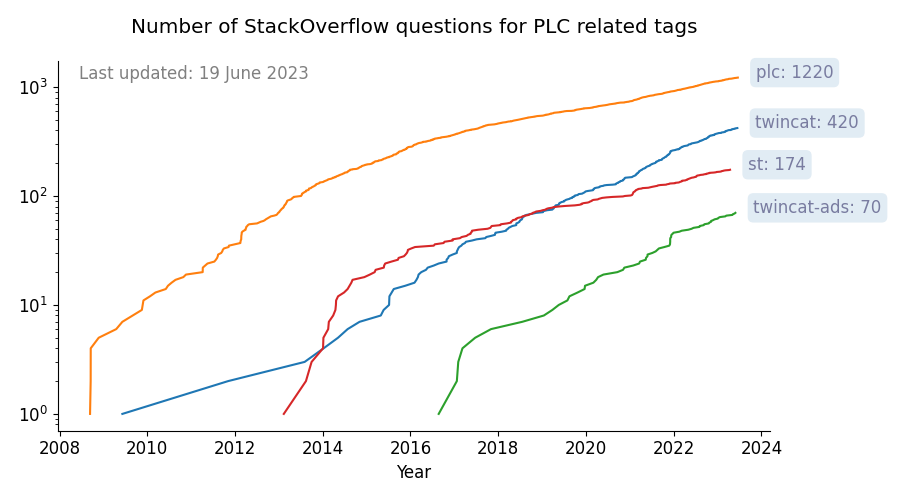 Number of StackOverflow questions for PLC related tags
Last updated: 19 June 2023
10³
10²
10¹
10⁰
plc: 1220
twincat: 420
st: 174
twincat-ads: 70
2008 2010 2012 2014 2016 2018 2020 2022 2024
Year